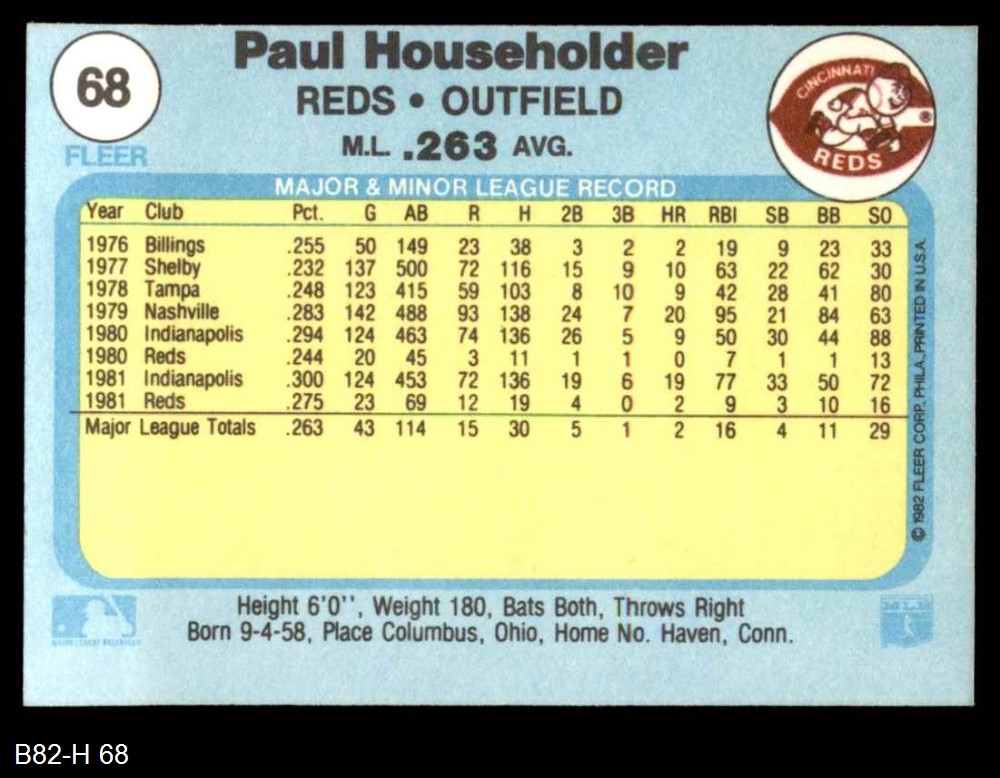 68
FLEER
Paul Householder
REDS • OUTFIELD
M.L. .263 AVG.
CINCINNATI
REDS
®
MAJOR & MINOR LEAGUE RECORD
Year Club Pct. G AB R H 2B 3B HR RBI SB BB SO
1976 Billings .255 50 149 23 38 3 2 2 19 9 23 33
1977 Shelby .232 137 500 72 116 15 9 10 63 22 62 30
1978 Tampa .248 123 415 59 103 8 10 9 42 28 41 80
1979 Nashville .283 142 488 93 138 24 7 20 95 21 84 63
1980 Indianapolis .294 124 463 74 136 26 5 9 50 30 44 88
1980 Reds .244 20 45 3 11 1 1 0 7 1 1 13
1981 Indianapolis .300 124 453 72 136 19 6 19 77 33 50 72
1981 Reds .275 23 69 12 19 4 0 2 9 3 10 16
Major League Totals .263 43 114 15 30 5 1 2 16 4 11 29
© 1982 FLEER CORP., PHILA., PRINTED IN U.S.A.
Height 6'0'', Weight 180, Bats Both, Throws Right
Born 9-4-58, Place Columbus, Ohio, Home No. Haven, Conn.
B82-H 68